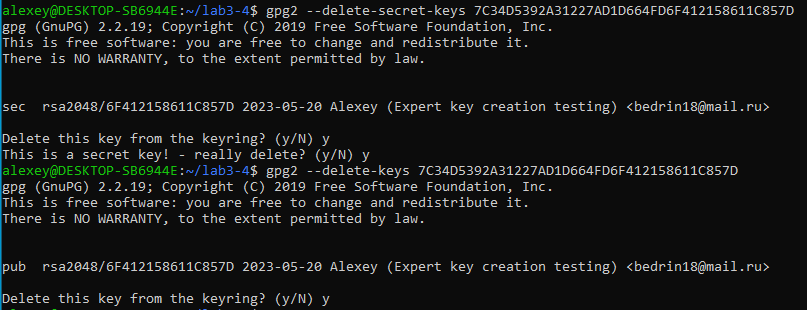 alexey@DESKTOP-SB6944E:~/lab3-4$ gpg2 --delete-secret-keys 7C34D5392A31227AD1D664FD6F412158611C857D
gpg (GnuPG) 2.2.19; Copyright (C) 2019 Free Software Foundation, Inc.
This is free software: you are free to change and redistribute it.
There is NO WARRANTY, to the extent permitted by law.
sec  rsa2048/6F412158611C857D 2023-05-20 Alexey (Expert key creation testing) <bedrin18@mail.ru>
Delete this key from the keyring? (y/N) y
This is a secret key! - really delete? (y/N) y
alexey@DESKTOP-SB6944E:~/lab3-4$ gpg2 --delete-keys 7C34D5392A31227AD1D664FD6F412158611C857D
gpg (GnuPG) 2.2.19; Copyright (C) 2019 Free Software Foundation, Inc.
This is free software: you are free to change and redistribute it.
There is NO WARRANTY, to the extent permitted by law.
pub  rsa2048/6F412158611C857D 2023-05-20 Alexey (Expert key creation testing) <bedrin18@mail.ru>
Delete this key from the keyring? (y/N) y